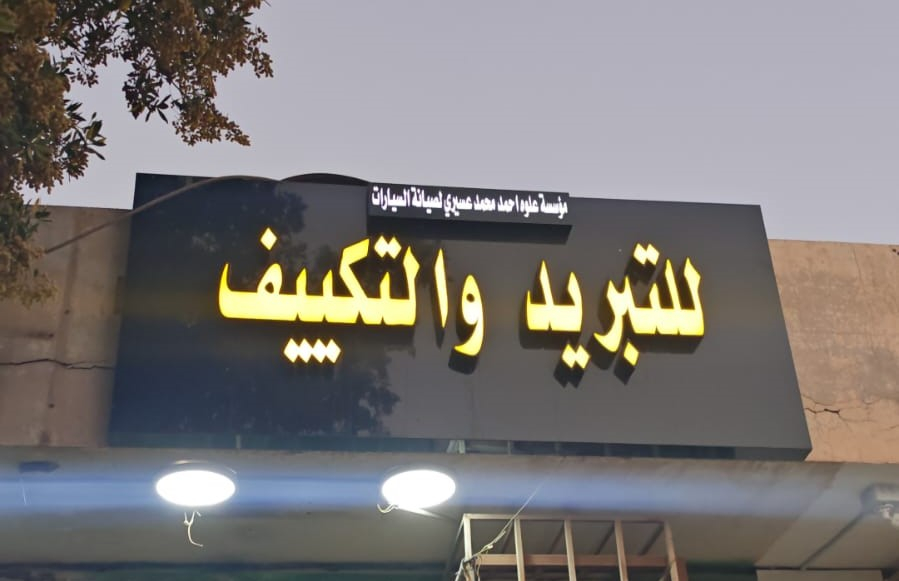 مؤسسة علوه احمد محمد عسيري لصيانة السيارات
للتبريد والتكييف